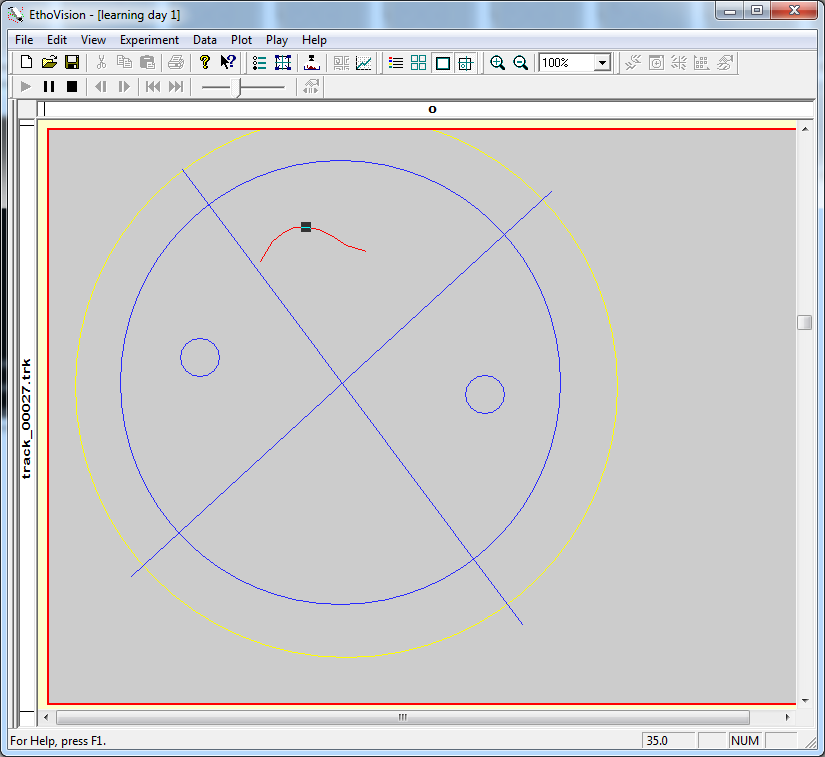 EthoVision - [learning day 1]
File Edit View Experiment Data Plot Play Help
100%
o
track_00027.trk
For Help, press F1.
35.0
NUM